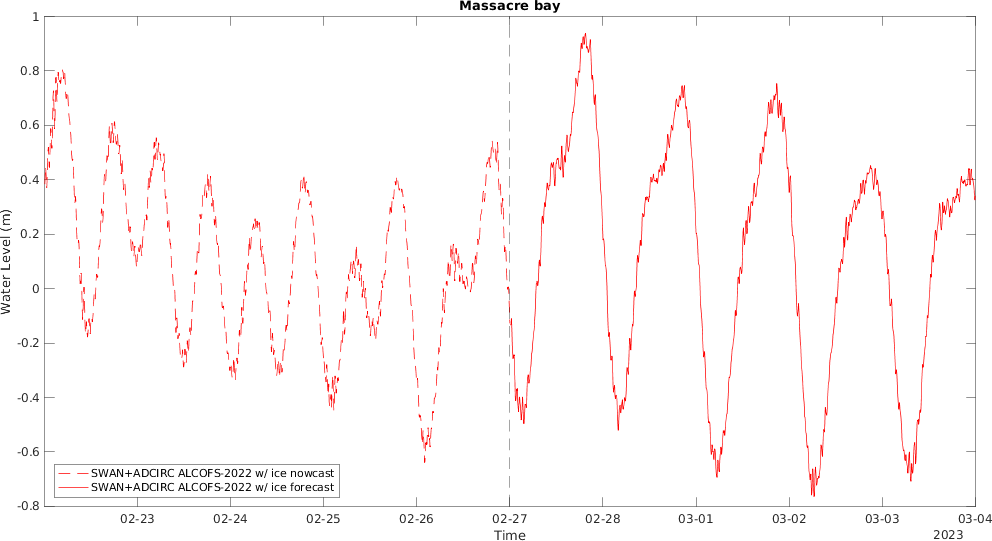 Massacre bay
1
0.8
0.6
0.4
0.2
0
-0.2
-0.4
-0.6
-0.8
Water Level (m)
SWAN+ADCIRC ALCOFS-2022 w/ ice nowcast
SWAN+ADCIRC ALCOFS-2022 w/ ice forecast
02-23 02-24 02-25 02-26 02-27 02-28 03-01 03-02 03-03 03-04
Time
2023